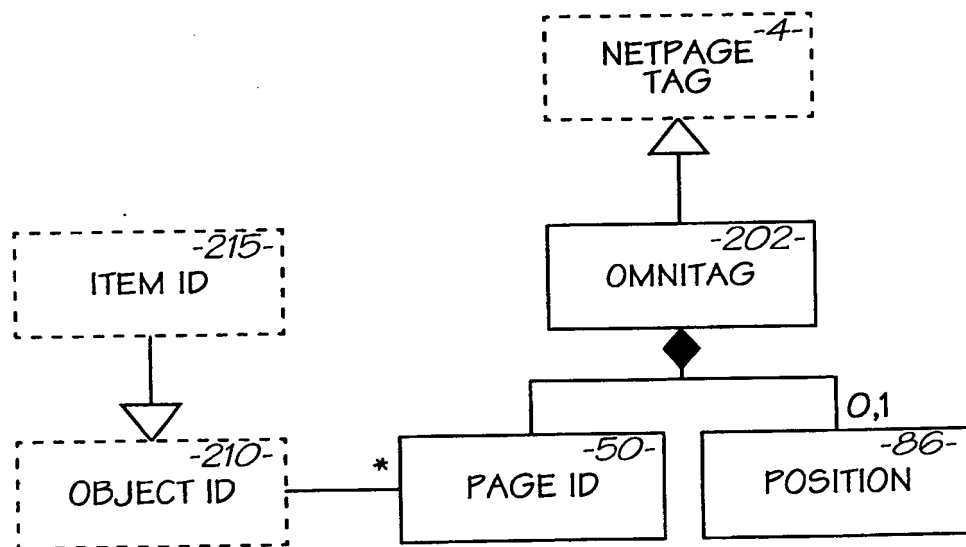 -4-
NETPAGE
TAG
-215-
ITEM ID
-202-
OMNITAG
0,1
-210-
OBJECT ID
*
-50-
PAGE ID
-86-
POSITION